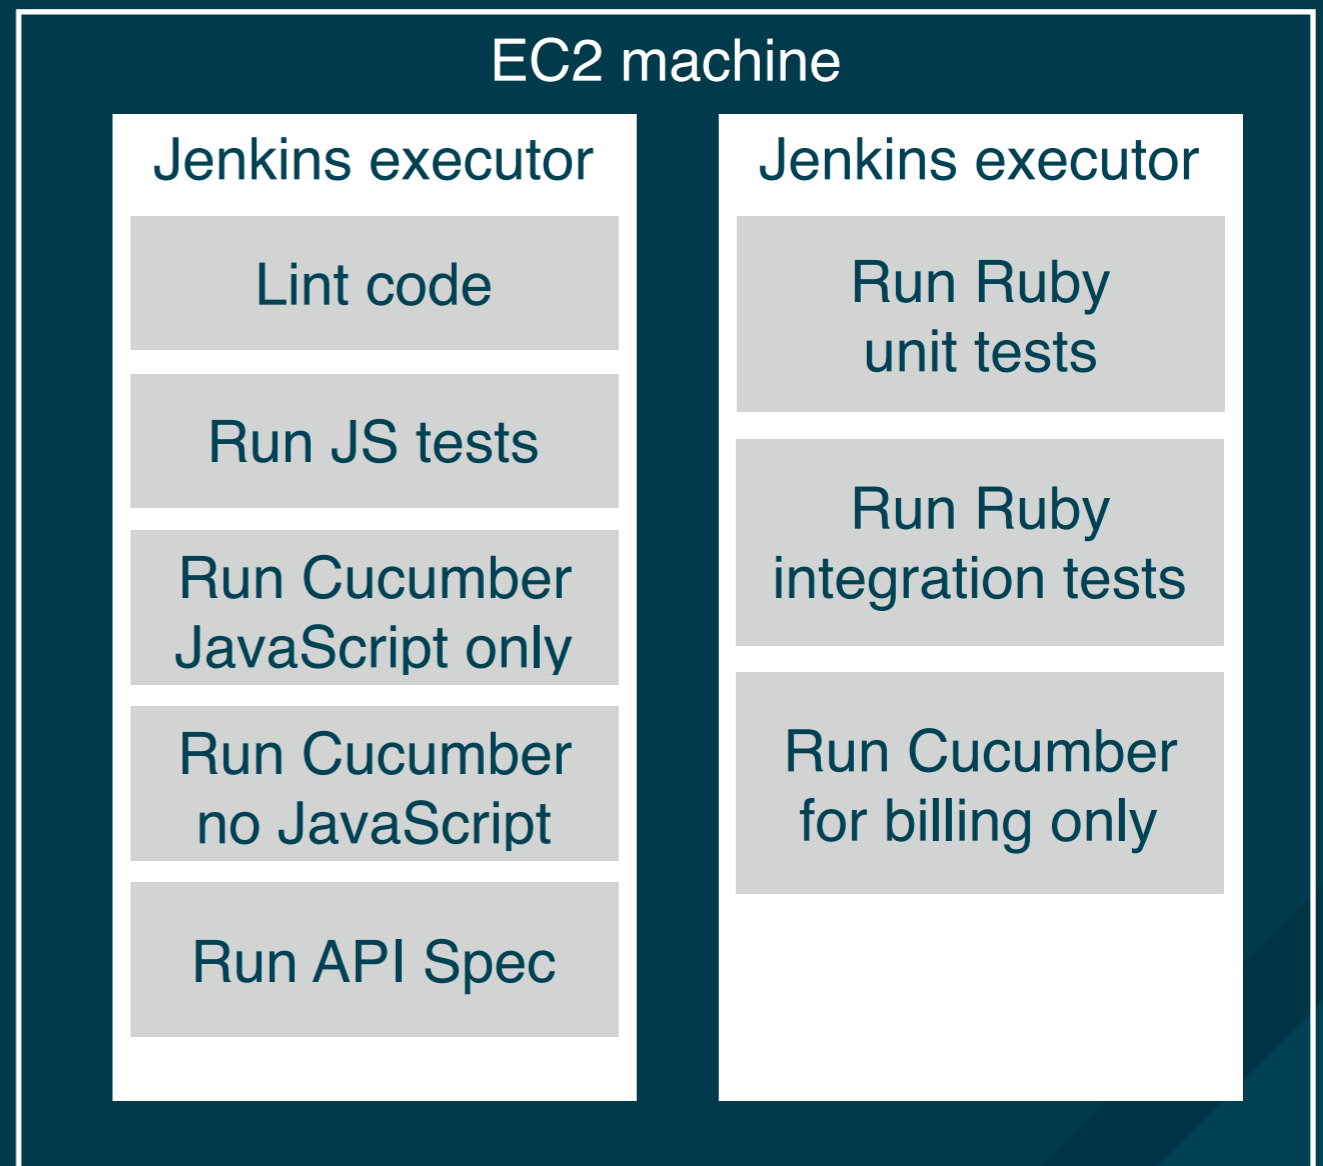 EC2 machine
Jenkins executor
Lint code
Run JS tests
Run Cucumber
JavaScript only
Run Cucumber
no JavaScript
Run API Spec
Jenkins executor
Run Ruby
unit tests
Run Ruby
integration tests
Run Cucumber
for billing only